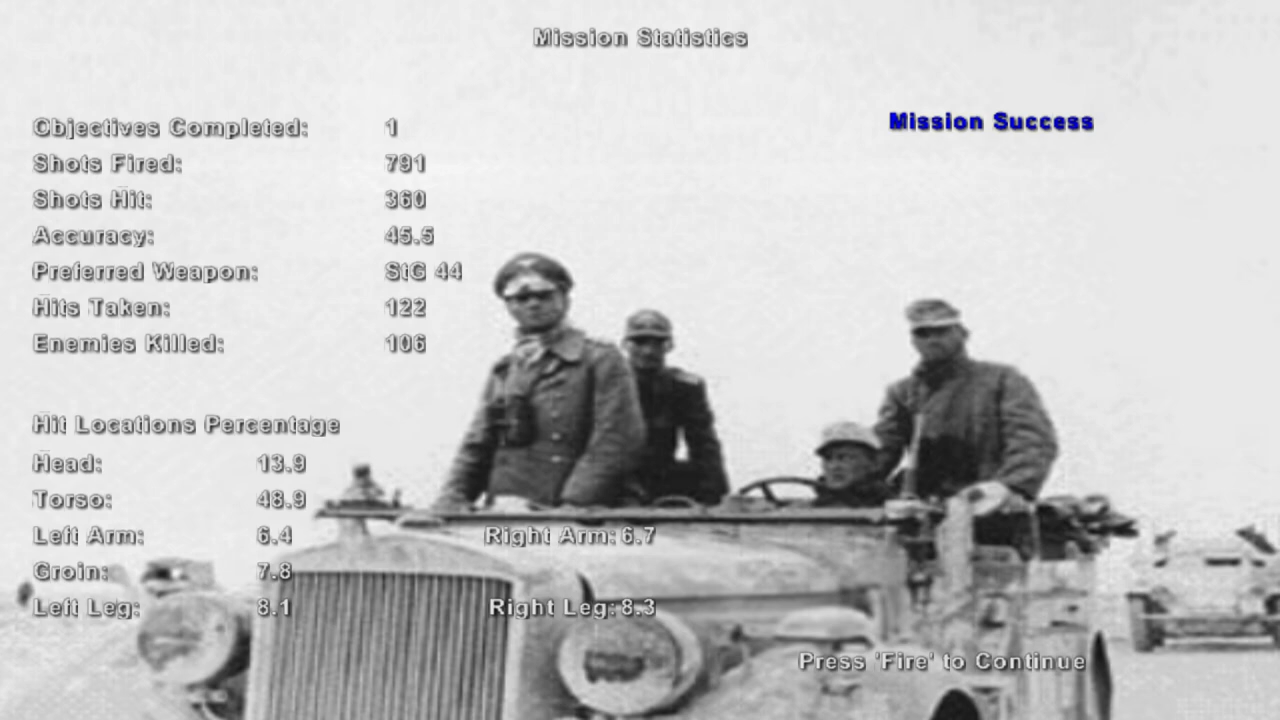 Mission Statistics
Mission Success
Objectives Completed: 1
Shots Fired: 791
Shots Hit: 360
Accuracy: 45.5
Preferred Weapon: StG 44
Hits Taken: 122
Enemies Killed: 106
Hit Locations Percentage
Head: 13.9
Torso: 48.9
Left Arm: 6.4 Right Arm: 6.7
Groin: 7.8
Left Leg: 8.1 Right Leg: 8.3
Press 'Fire' to Continue